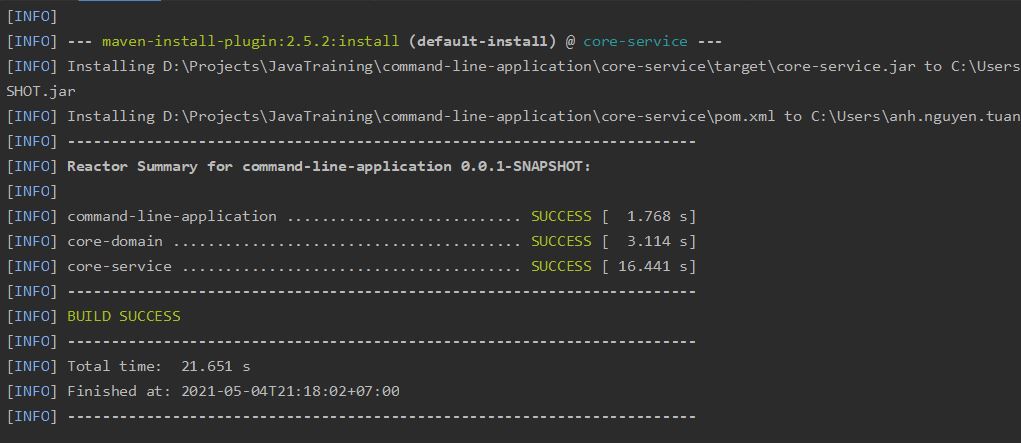 [INFO]
[INFO] --- maven-install-plugin:2.5.2:install (default-install) @ core-service ---
[INFO] Installing D:\Projects\JavaTraining\command-line-application\core-service\target\core-service.jar to C:\Users
SHOT.jar
[INFO] Installing D:\Projects\JavaTraining\command-line-application\core-service\pom.xml to C:\Users\anh.nguyen.tuan
[INFO] ------------------------------------------------------------------------
[INFO] Reactor Summary for command-line-application 0.0.1-SNAPSHOT:
[INFO]
[INFO] command-line-application ........................... SUCCESS [  1.768 s]
[INFO] core-domain ........................................ SUCCESS [  3.114 s]
[INFO] core-service ....................................... SUCCESS [ 16.441 s]
[INFO] ------------------------------------------------------------------------
[INFO] BUILD SUCCESS
[INFO] ------------------------------------------------------------------------
[INFO] Total time:  21.651 s
[INFO] Finished at: 2021-05-04T21:18:02+07:00
[INFO] ------------------------------------------------------------------------